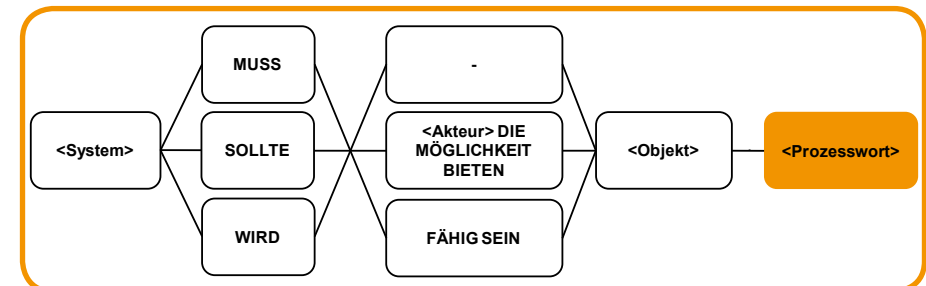 MUSS
-
<System>
SOLLTE
<Akteur> DIE
MÖGLICHKEIT
BIETEN
<Objekt>
<Prozesswort>
WIRD
FÄHIG SEIN